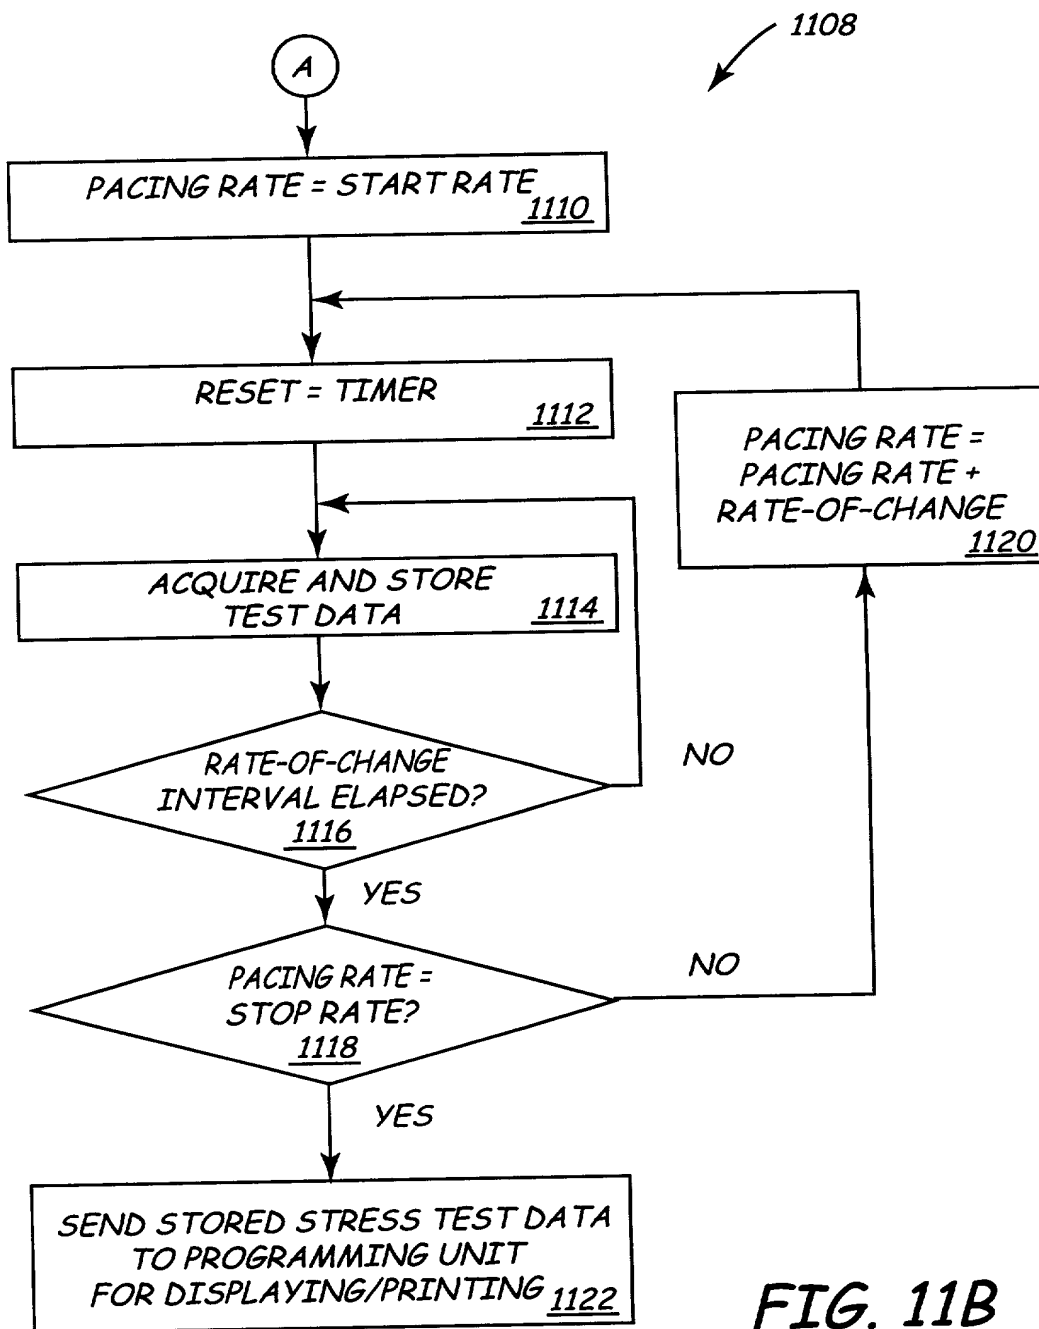 1108
A
PACING RATE = START RATE
1110
RESET = TIMER
1112
PACING RATE =
PACING RATE +
RATE-OF-CHANGE
1120
ACQUIRE AND STORE
TEST DATA
1114
RATE-OF-CHANGE
INTERVAL ELAPSED?
1116
NO
YES
PACING RATE =
STOP RATE?
1118
NO
YES
SEND STORED STRESS TEST DATA
TO PROGRAMMING UNIT
FOR DISPLAYING/PRINTING
1122
FIG. 11B